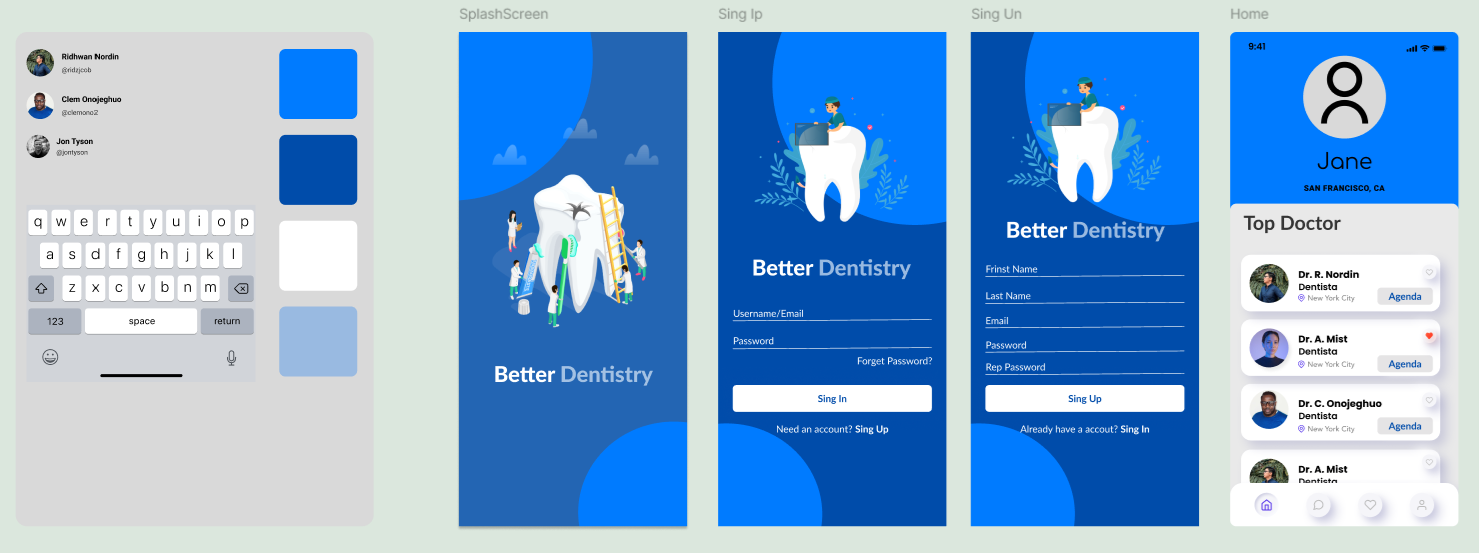 SplashScreen
Sing Ip
Sing Un
Home
Ridhwan Nordin
@ridzjcob
Clem Onojeghuo
@clemono2
Jon Tyson
@jontyson
q w e r t y u i o p
a s d f g h j k l
z x c v b n m
123 space return
Better Dentistry
Better Dentistry
Username/Email
Password
Forget Password?
Sing In
Need an account? Sing Up
Better Dentistry
Frinst Name
Last Name
Email
Password
Rep Password
Sing Up
Already have a accout? Sing In
9:41
Jane
SAN FRANCISCO, CA
Top Doctor
Dr. R. Nordin
Dentista
New York City
Agenda
Dr. A. Mist
Dentista
New York City
Agenda
Dr. C. Onojeghuo
Dentista
New York City
Agenda
Dr. A. Mist
Dentista